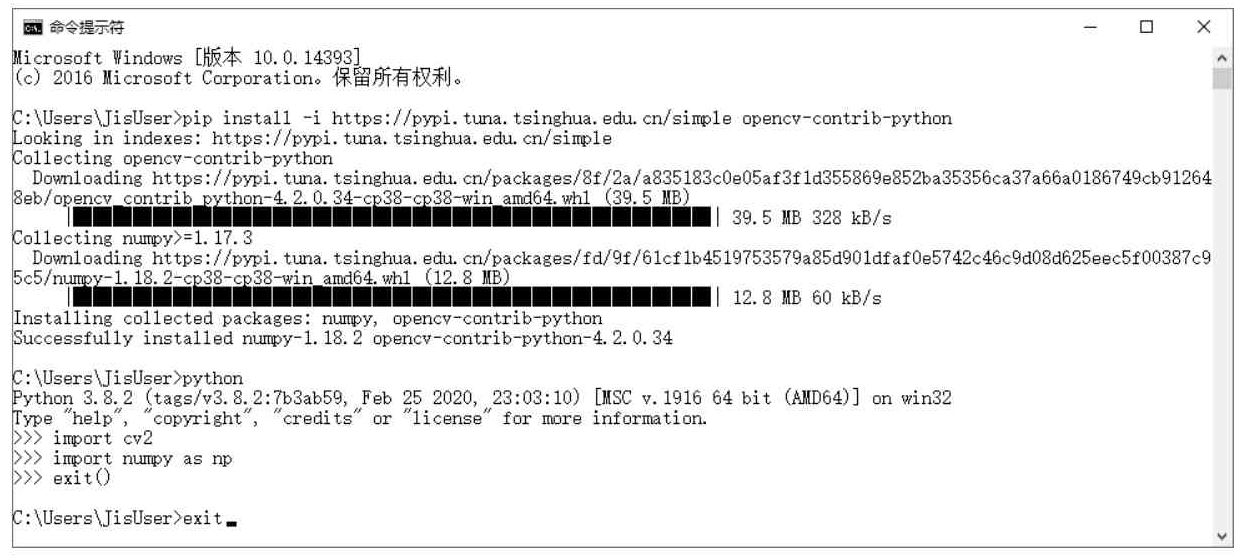 命令提示符
Microsoft Windows [版本 10.0.14393]
(c) 2016 Microsoft Corporation。保留所有权利。
C:\Users\JisUser>pip install -i https://pypi.tuna.tsinghua.edu.cn/simple opencv-contrib-python
Looking in indexes: https://pypi.tuna.tsinghua.edu.cn/simple
Collecting opencv-contrib-python
Downloading https://pypi.tuna.tsinghua.edu.cn/packages/8f/2a/a835183c0e05af3f1d355869e852ba35356ca37a66a0186749cb91264
8eb/opencv_contrib_python-4.2.0.34-cp38-cp38-win_amd64.whl (39.5 MB)
39.5 MB 328 kB/s
Collecting numpy>=1.17.3
Downloading https://pypi.tuna.tsinghua.edu.cn/packages/fd/9f/61cf1b4519753579a85d901dfaf0e5742c46c9d08d625eec5f00387c9
5c5/numpy-1.18.2-cp38-cp38-win_amd64.whl (12.8 MB)
12.8 MB 60 kB/s
Installing collected packages: numpy, opencv-contrib-python
Successfully installed numpy-1.18.2 opencv-contrib-python-4.2.0.34
C:\Users\JisUser>python
Python 3.8.2 (tags/v3.8.2:7b3ab59, Feb 25 2020, 23:03:10) [MSC v.1916 64 bit (AMD64)] on win32
Type "help", "copyright", "credits" or "license" for more information.
>>> import cv2
>>> import numpy as np
>>> exit()
C:\Users\JisUser>exit